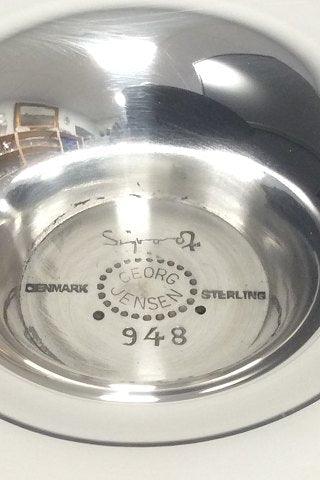 GEORG
JENSEN
DENMARK STERLING
948